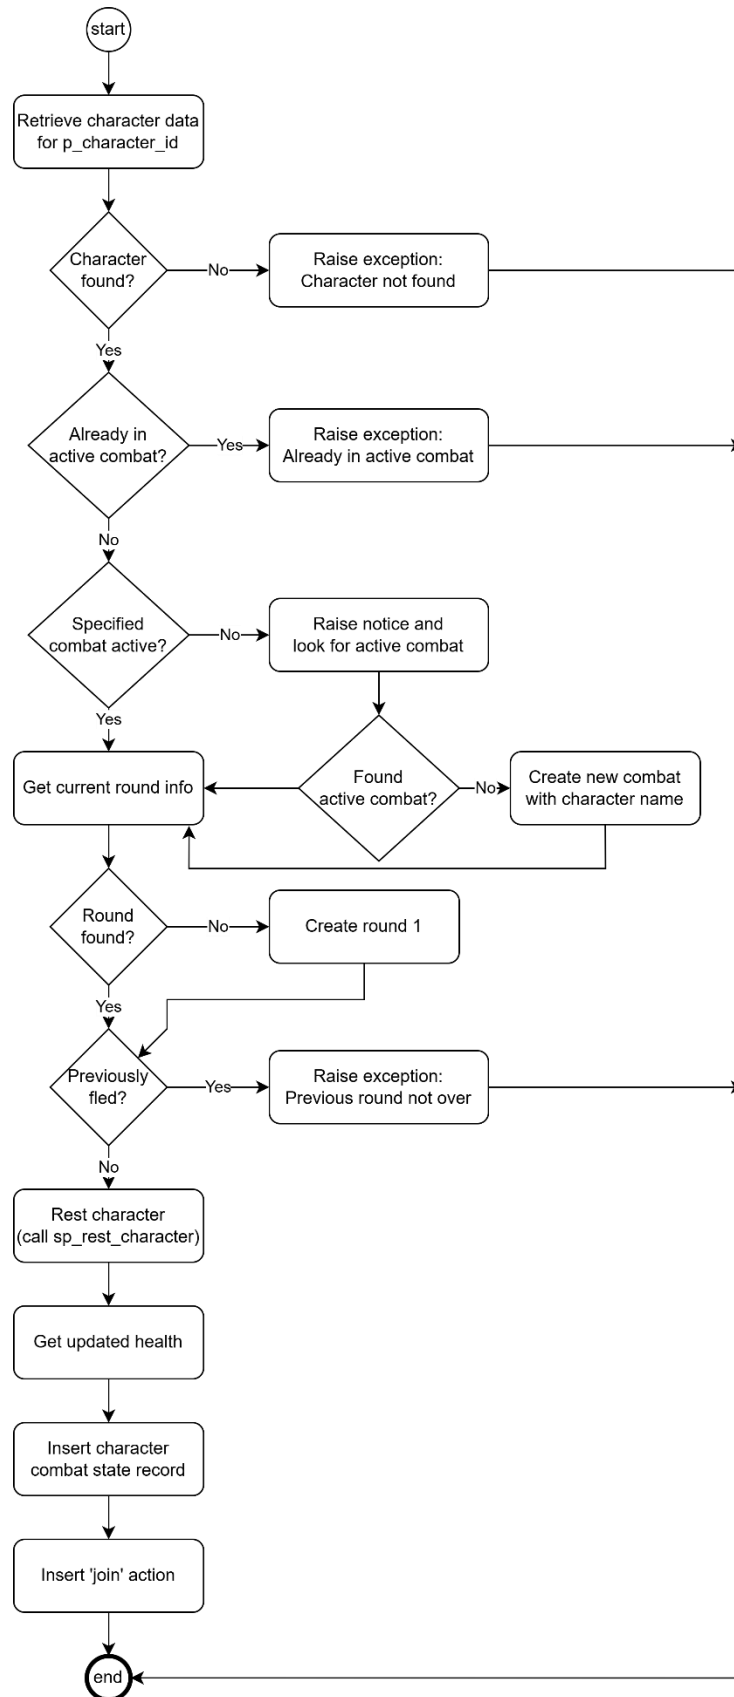 start
Retrieve character data
for p_character_id
Character
found?
No
Raise exception:
Character not found
Yes
Already in
active combat?
Yes
Raise exception:
Already in active combat
No
Specified
combat active?
No
Raise notice and
look for active combat
Yes
Get current round info
Found
active combat?
No
Create new combat
with character name
Round
found?
No
Create round 1
Yes
Previously
fled?
Yes
Raise exception:
Previous round not over
No
Rest character
(call sp_rest_character)
Get updated health
Insert character
combat state record
Insert 'join' action
end